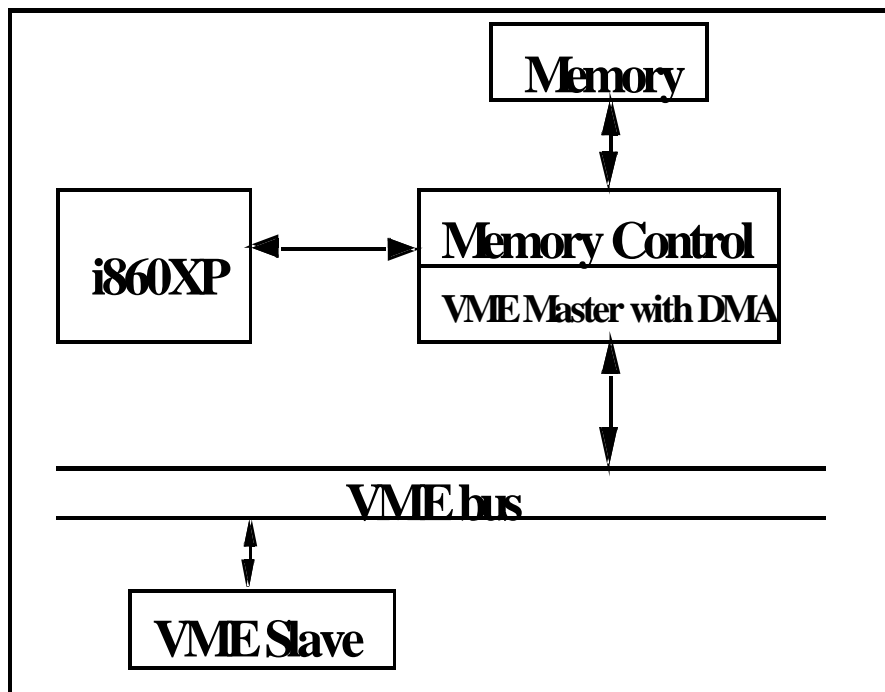 Memory
Memory Control
i860XP
VME Master with DMA
VME bus
VME Slave